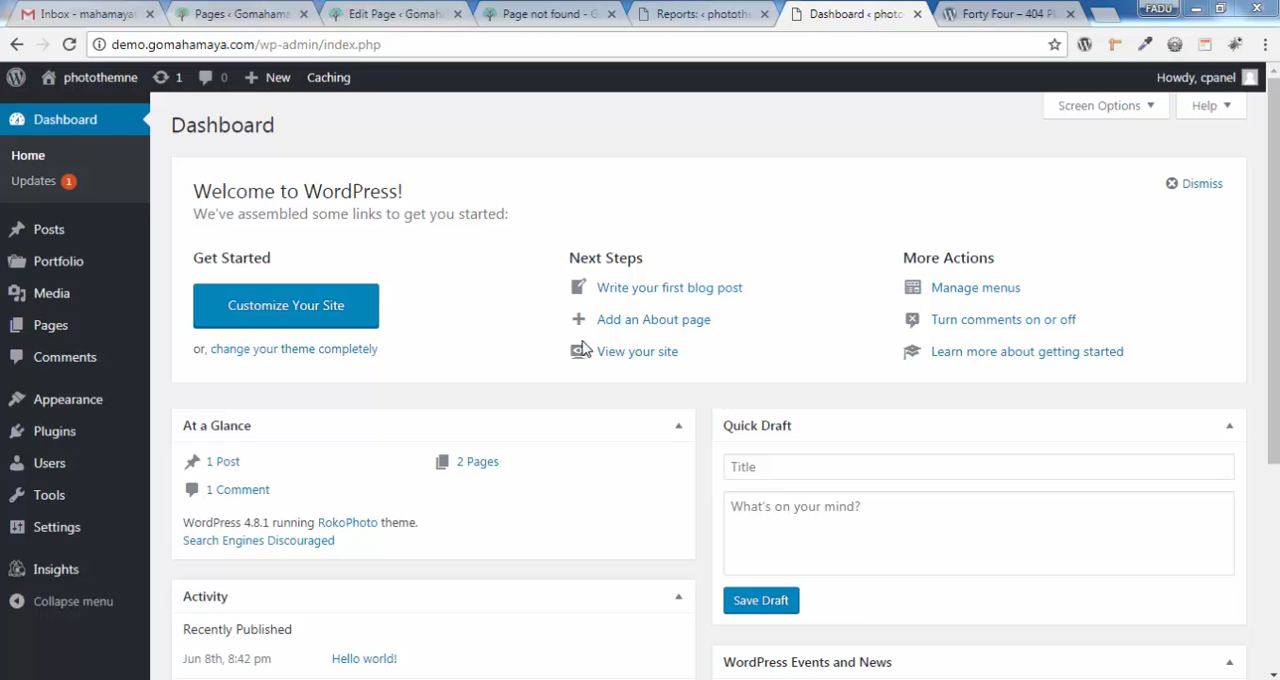 Inbox - mahamaya
Pages ‹ Gomahama
Edit Page ‹ Gomaha
Page not found - G
Reports: ‹ photothe
Dashboard ‹ photo
Forty Four – 404 Pl
FADU
demo.gomahamaya.com/wp-admin/index.php
photothemne
1
0
New
Caching
Howdy, cpanel
Dashboard
Home
Updates 1
Posts
Portfolio
Media
Pages
Comments
Appearance
Plugins
Users
Tools
Settings
Insights
Collapse menu
Dashboard
Screen Options
Help
Welcome to WordPress!
We've assembled some links to get you started:
Dismiss
Get Started
Customize Your Site
or, change your theme completely
Next Steps
Write your first blog post
Add an About page
View your site
More Actions
Manage menus
Turn comments on or off
Learn more about getting started
At a Glance
1 Post
2 Pages
1 Comment
WordPress 4.8.1 running RokoPhoto theme.
Search Engines Discouraged
Activity
Recently Published
Jun 8th, 8:42 pm Hello world!
Quick Draft
Title
What's on your mind?
Save Draft
WordPress Events and News